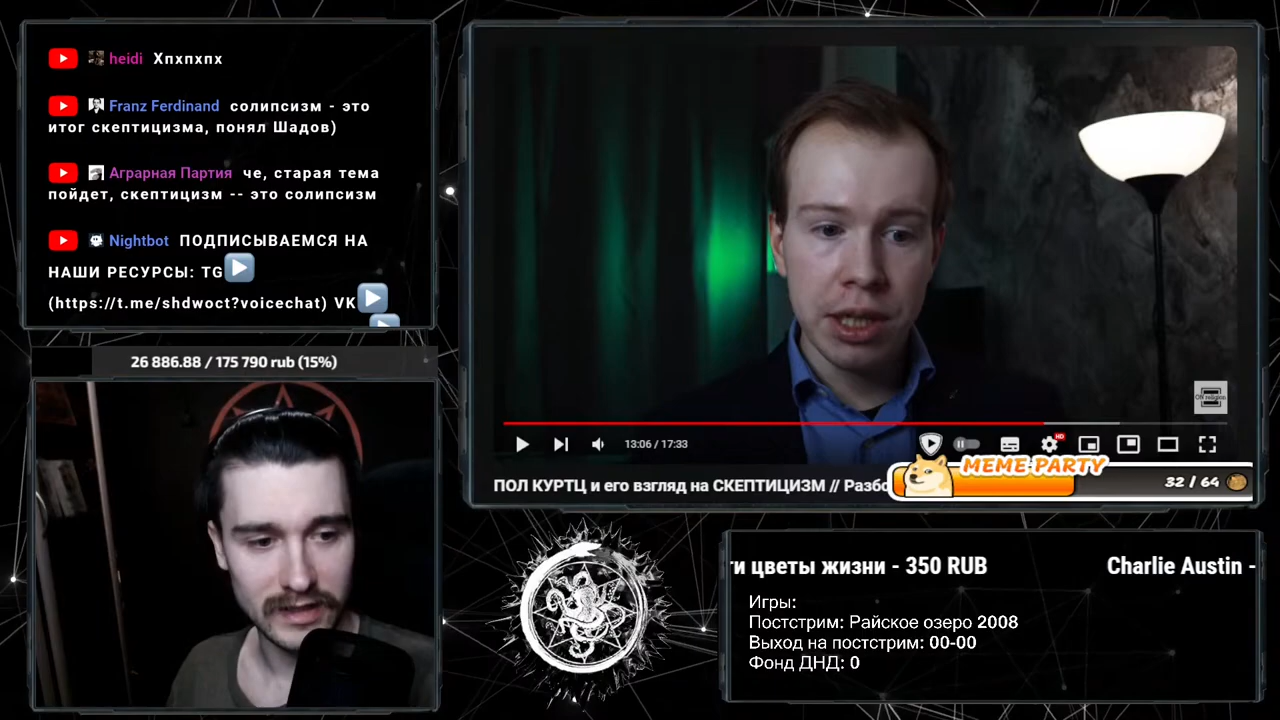 heidi Хпхпхпх
Franz Ferdinand солипсизм - это
итог скептицизма, понял Шадов)
Аграрная Партия че, старая тема
пойдет, скептицизм -- это солипсизм
Nightbot ПОДПИСЫВАЕМСЯ НА
НАШИ РЕСУРСЫ: TG
(https://t.me/shdwoct?voicechat) VK
26 886.88 / 175 790 rub (15%)
ON religion
13:06 / 17:33
HD
ПОЛ КУРТЦ и его взгляд на СКЕПТИЦИЗМ // Разбо
MEME PARTY
32 / 64
ти цветы жизни - 350 RUB
Charlie Austin -
Игры:
Постстрим: Райское озеро 2008
Выход на постстрим: 00-00
Фонд ДНД: 0